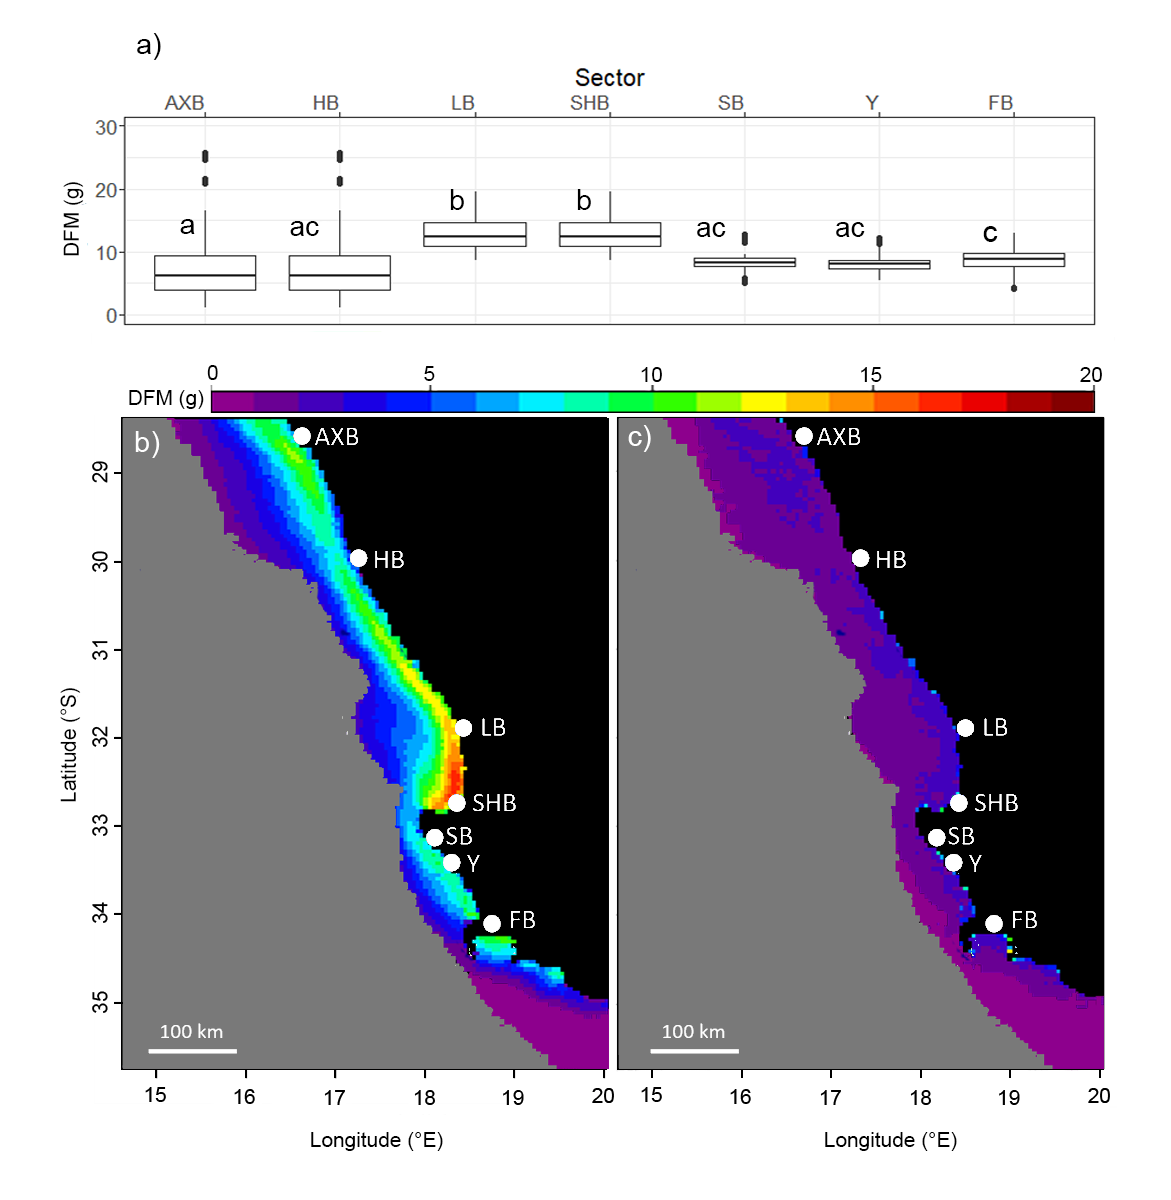 a)
Sector
AXB HB LB SHB SB Y FB
30
20
10
0
DFM (g)
a ac b b ac ac c
0 5 10 15 20
DFM (g)
b) AXB
HB
LB
SHB
SB
Y
FB
100 km
c) AXB
HB
LB
SHB
SB
Y
FB
100 km
29
30
31
32
33
34
35
Latitude (°S)
15 16 17 18 19 20
15 16 17 18 19 20
Longitude (°E)
Longitude (°E)